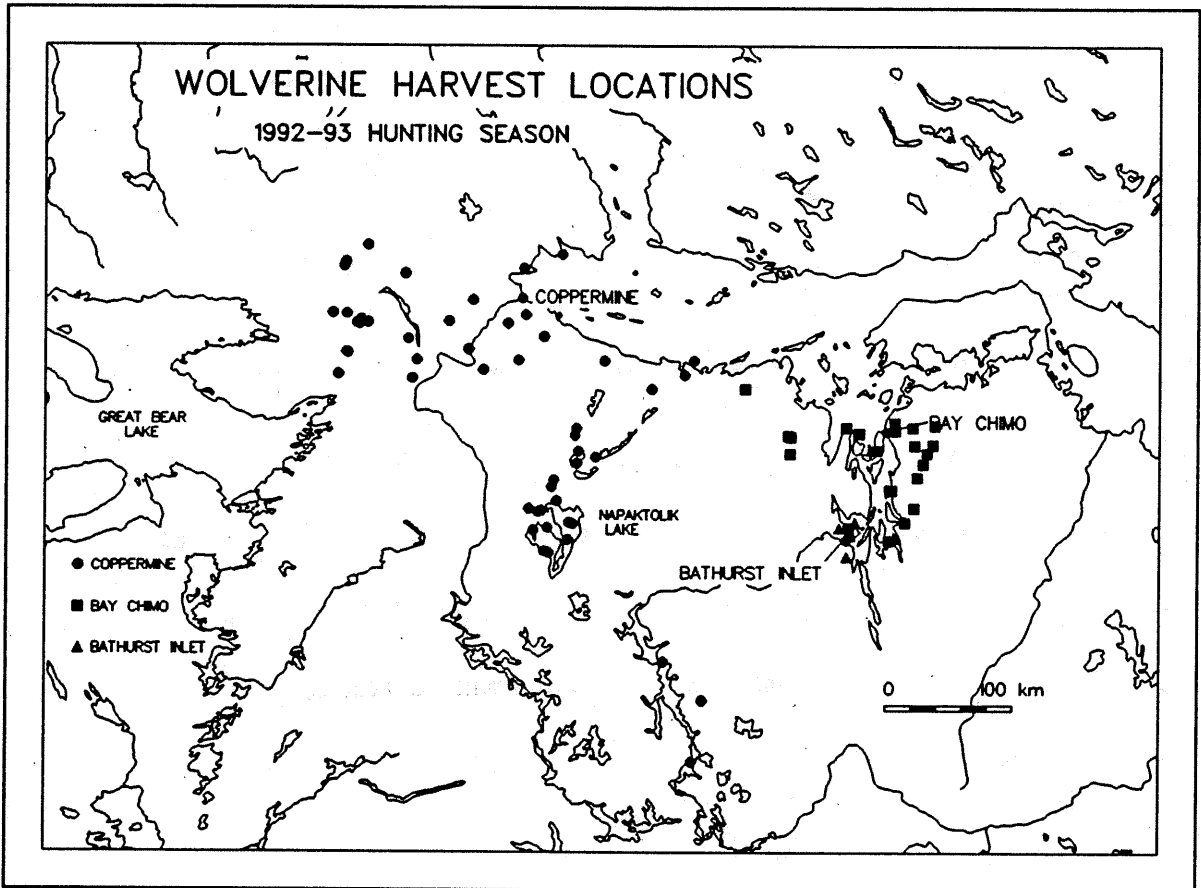 WOLVERINE HARVEST LOCATIONS
1992-93 HUNTING SEASON
COPPERMINE
GREAT BEAR
LAKE
BAY CHIMO
NAPAKTOLIK
LAKE
BATHURST INLET
COPPERMINE
BAY CHIMO
BATHURST INLET
0 100 km